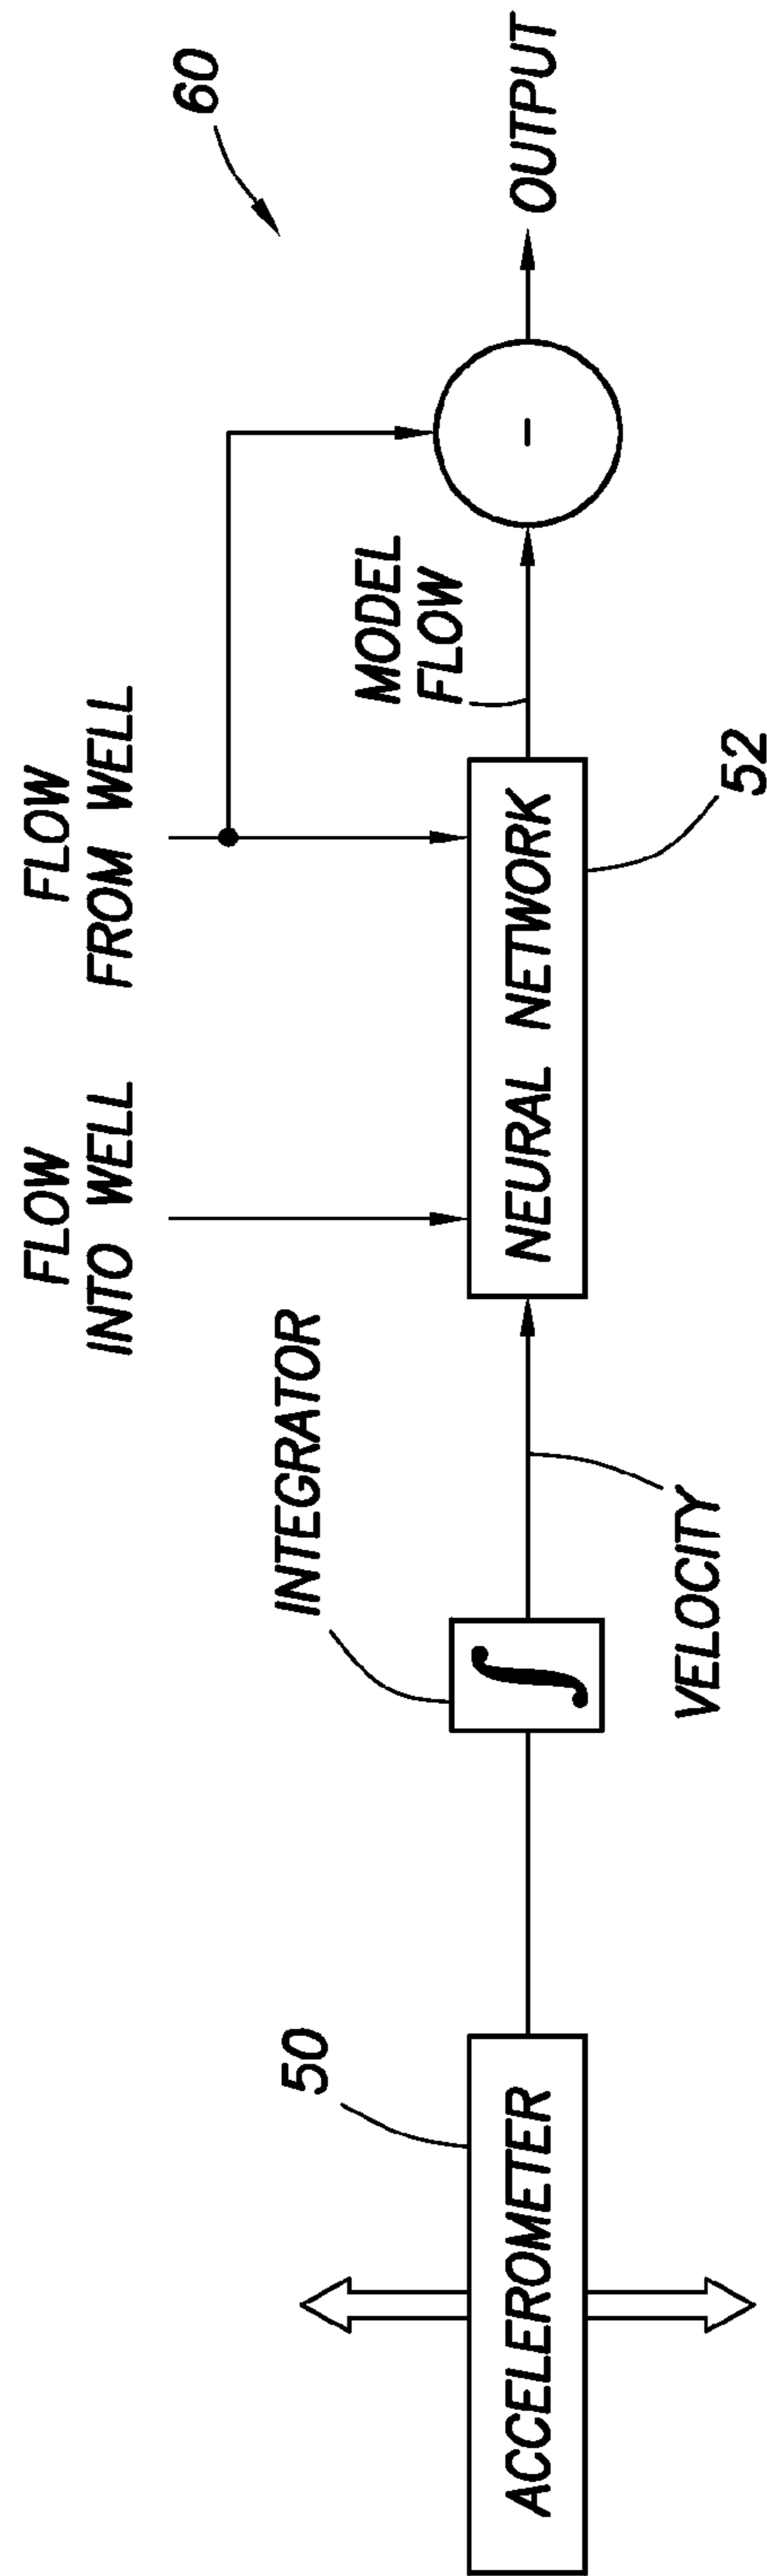 60
FLOW
INTO WELL
FLOW
FROM WELL
INTEGRATOR
MODEL
FLOW
50
ACCELEROMETER
∫
NEURAL NETWORK
-
OUTPUT
VELOCITY
52